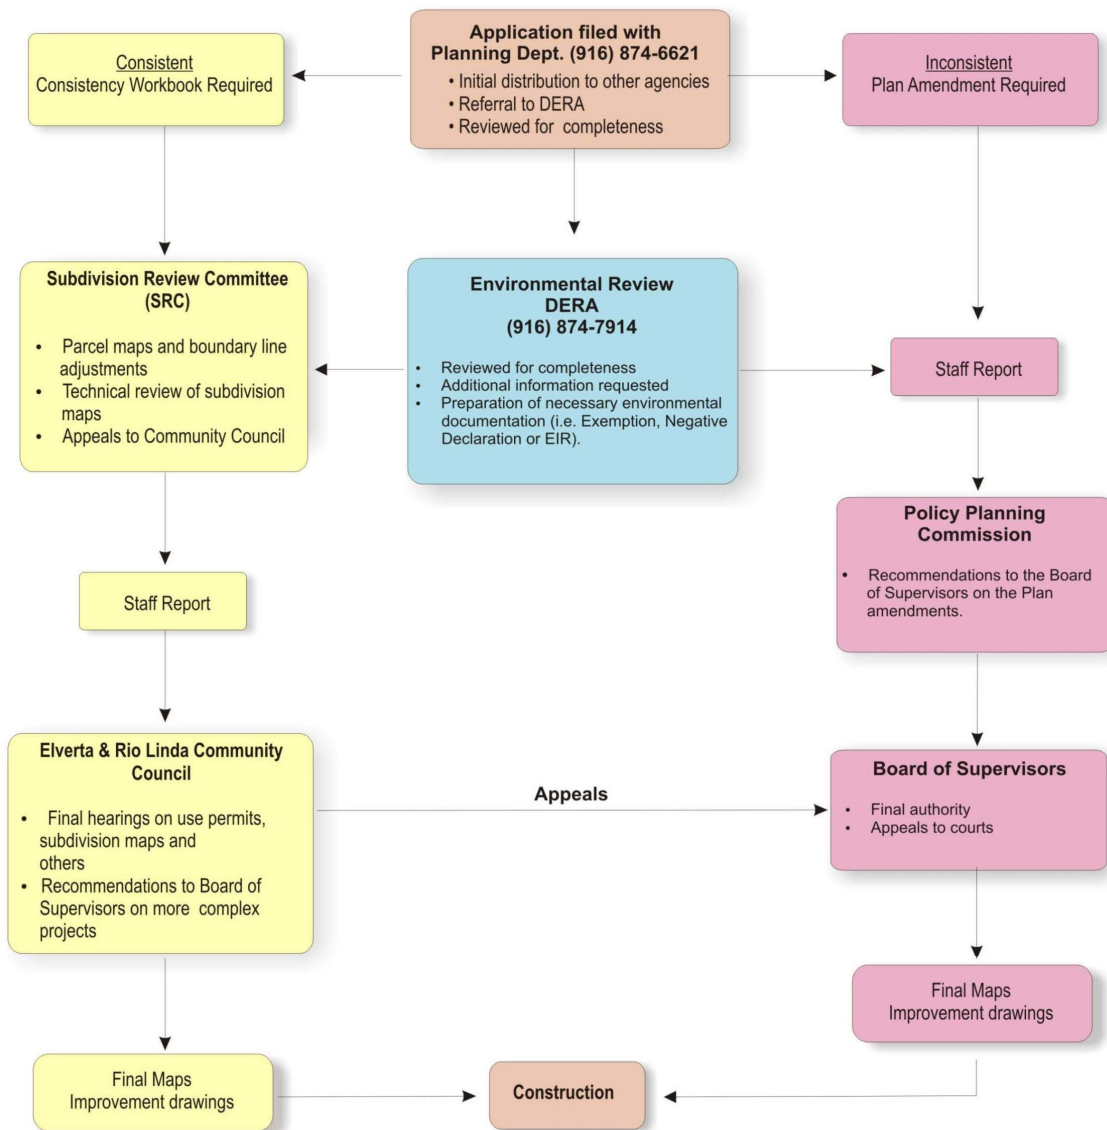 Application filed with
Planning Dept. (916) 874-6621
• Initial distribution to other agencies
• Referral to DERA
• Reviewed for completeness
Consistent
Consistency Workbook Required
Inconsistent
Plan Amendment Required
Subdivision Review Committee
(SRC)
• Parcel maps and boundary line
adjustments
• Technical review of subdivision
maps
• Appeals to Community Council
Environmental Review
DERA
(916) 874-7914
• Reviewed for completeness
• Additional information requested
• Preparation of necessary environmental
documentation (i.e. Exemption, Negative
Declaration or EIR).
Staff Report
Policy Planning
Commission
• Recommendations to the Board
of Supervisors on the Plan
amendments.
Staff Report
Elverta & Rio Linda Community
Council
• Final hearings on use permits,
subdivision maps and
others
• Recommendations to Board of
Supervisors on more complex
projects
Appeals
Board of Supervisors
• Final authority
• Appeals to courts
Final Maps
Improvement drawings
Final Maps
Improvement drawings
Construction